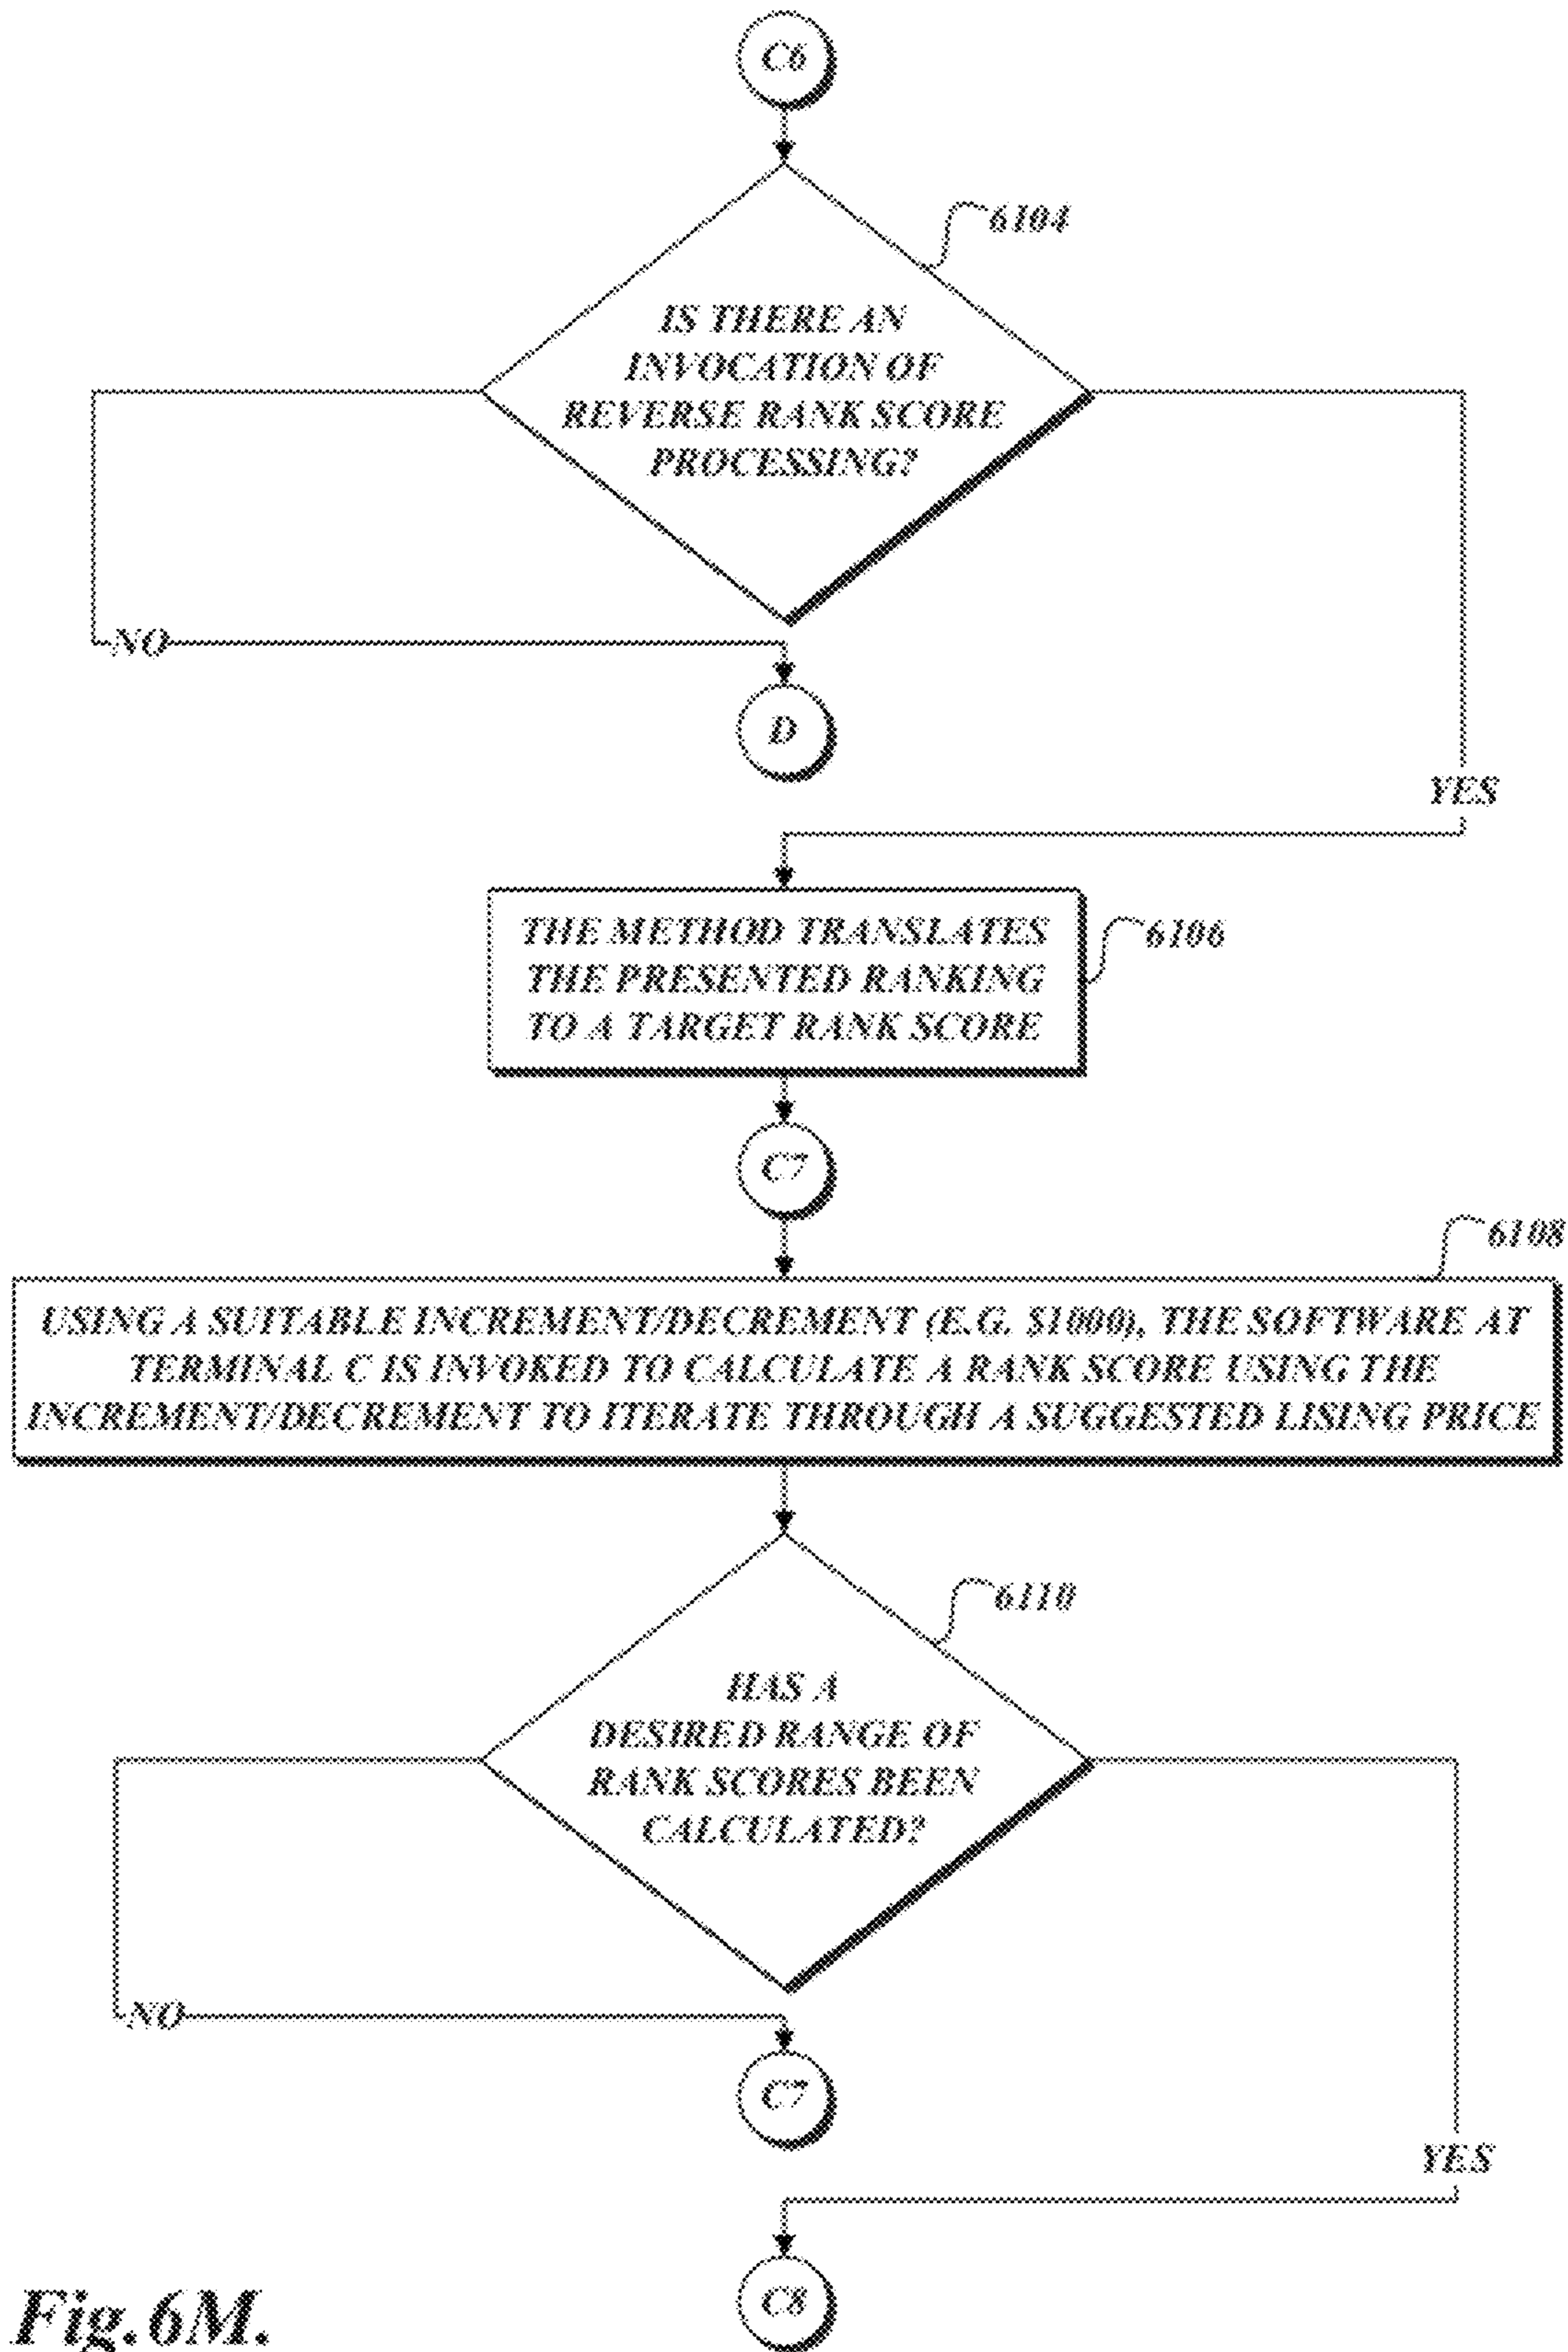 C6
6104
IS THERE AN
INVOCATION OF
REVERSE RANK SCORE
PROCESSING?
NO
D
YES
THE METHOD TRANSLATES
THE PRESENTED RANKING
TO A TARGET RANK SCORE
6106
C7
6108
USING A SUITABLE INCREMENT/DECREMENT (E.G. $1000), THE SOFTWARE AT
TERMINAL C IS INVOKED TO CALCULATE A RANK SCORE USING THE
INCREMENT/DECREMENT TO ITERATE THROUGH A SUGGESTED LISING PRICE
6110
HAS A
DESIRED RANGE OF
RANK SCORES BEEN
CALCULATED?
NO
C7
YES
C8
Fig.6M.